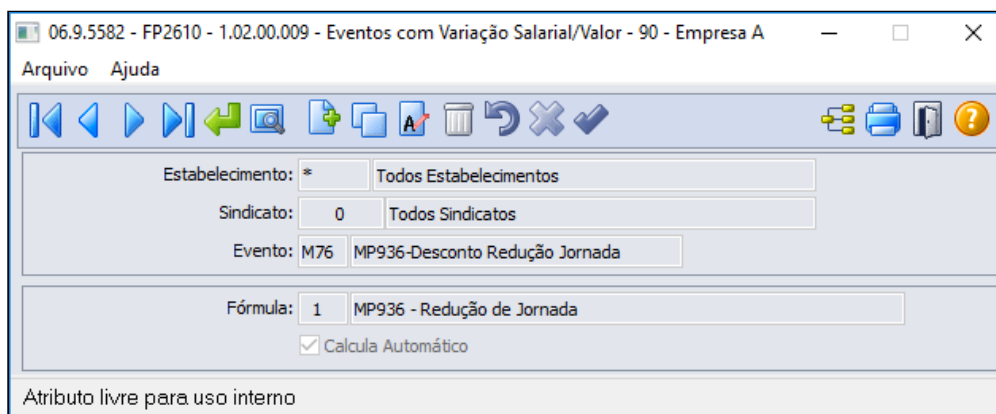 06.9.5582 - FP2610 - 1.02.00.009 - Eventos com Variação Salarial/Valor - 90 - Empresa A
Arquivo Ajuda
Estabelecimento: * Todos Estabelecimentos
Sindicato: 0 Todos Sindicatos
Evento: M76 MP936-Desconto Redução Jornada
Fórmula: 1 MP936 - Redução de Jornada
Calcula Automático
Atributo livre para uso interno